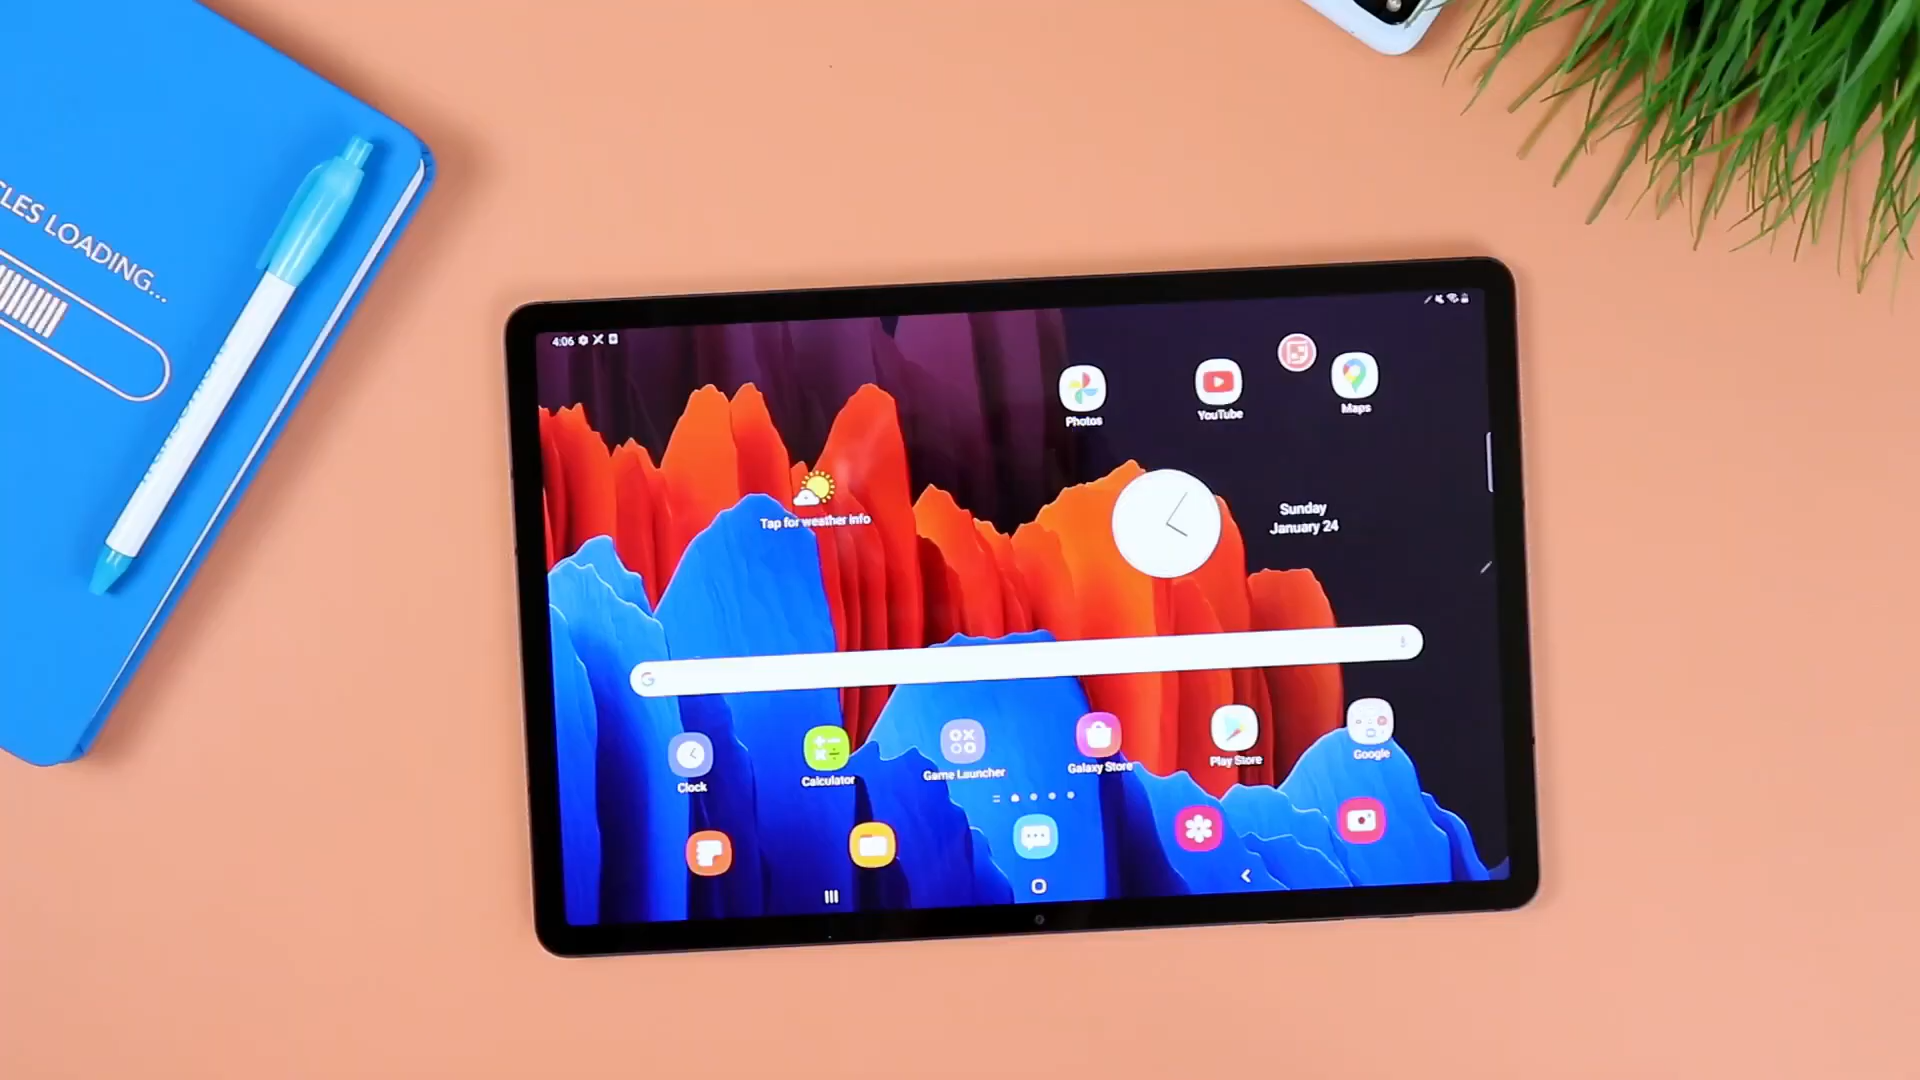 CLES LOADING...
4:06
Photos
YouTube
Maps
Tap for weather info
Sunday
January 24
G
Clock
Calculator
Game Launcher
Galaxy Store
Play Store
Google